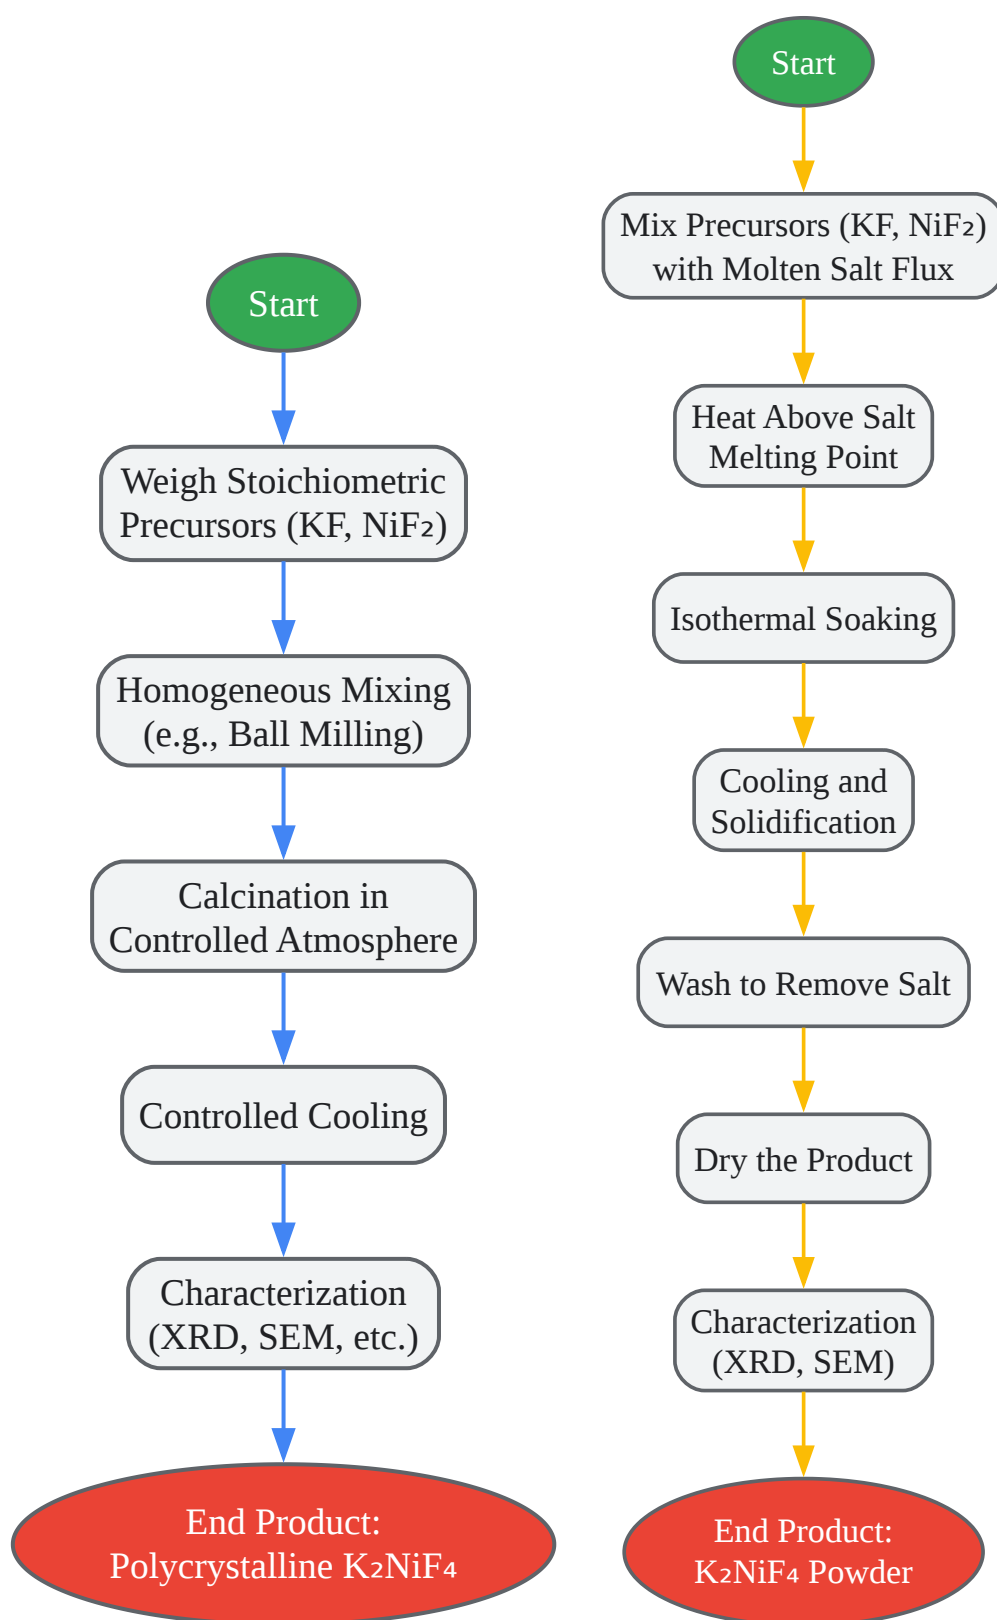 Start
Weigh Stoichiometric
Precursors (KF, NiF₂)
Homogeneous Mixing
(e.g., Ball Milling)
Calcination in
Controlled Atmosphere
Controlled Cooling
Characterization
(XRD, SEM, etc.)
End Product:
Polycrystalline K₂NiF₄
Start
Mix Precursors (KF, NiF₂)
with Molten Salt Flux
Heat Above Salt
Melting Point
Isothermal Soaking
Cooling and
Solidification
Wash to Remove Salt
Dry the Product
Characterization
(XRD, SEM)
End Product:
K₂NiF₄ Powder